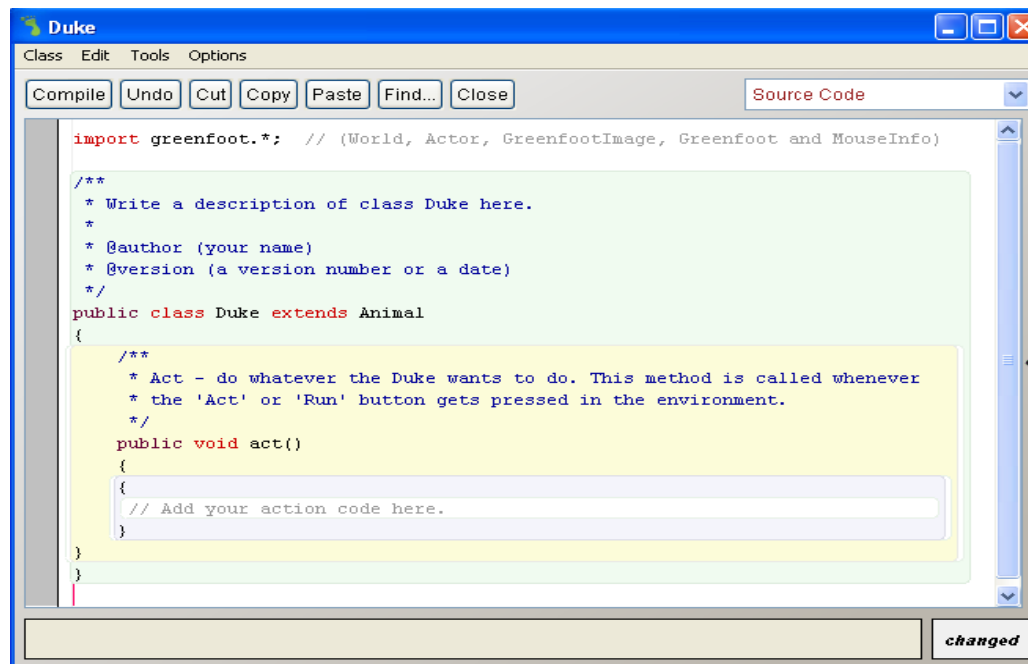 Duke
Class Edit Tools Options
Compile Undo Cut Copy Paste Find... Close Source Code
import greenfoot.*;  // (World, Actor, GreenfootImage, Greenfoot and MouseInfo)
/**
 * Write a description of class Duke here.
 *
 * @author (your name)
 * @version (a version number or a date)
 */
public class Duke extends Animal
{
    /**
     * Act - do whatever the Duke wants to do. This method is called whenever
     * the 'Act' or 'Run' button gets pressed in the environment.
     */
    public void act()
    {
    {
     // Add your action code here.
    }
}
}
changed